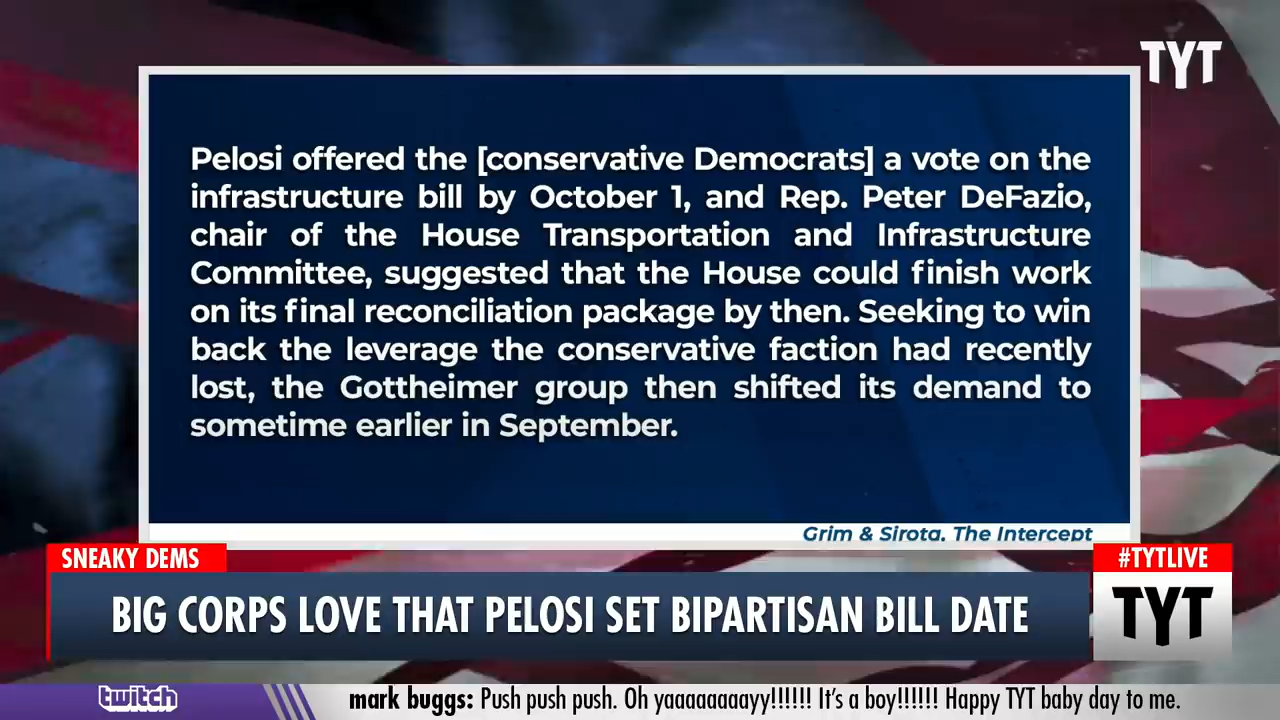 TYT
Pelosi offered the [conservative Democrats] a vote on the
infrastructure bill by October 1, and Rep. Peter DeFazio,
chair of the House Transportation and Infrastructure
Committee, suggested that the House could finish work
on its final reconciliation package by then. Seeking to win
back the leverage the conservative faction had recently
lost, the Gottheimer group then shifted its demand to
sometime earlier in September.
Grim & Sirota, The Intercept
SNEAKY DEMS
#TYTLIVE
BIG CORPS LOVE THAT PELOSI SET BIPARTISAN BILL DATE
TYT
twitch
mark buggs: Push push push. Oh yaaaaaaaayy!!!!!! It's a boy!!!!!! Happy TYT baby day to me.